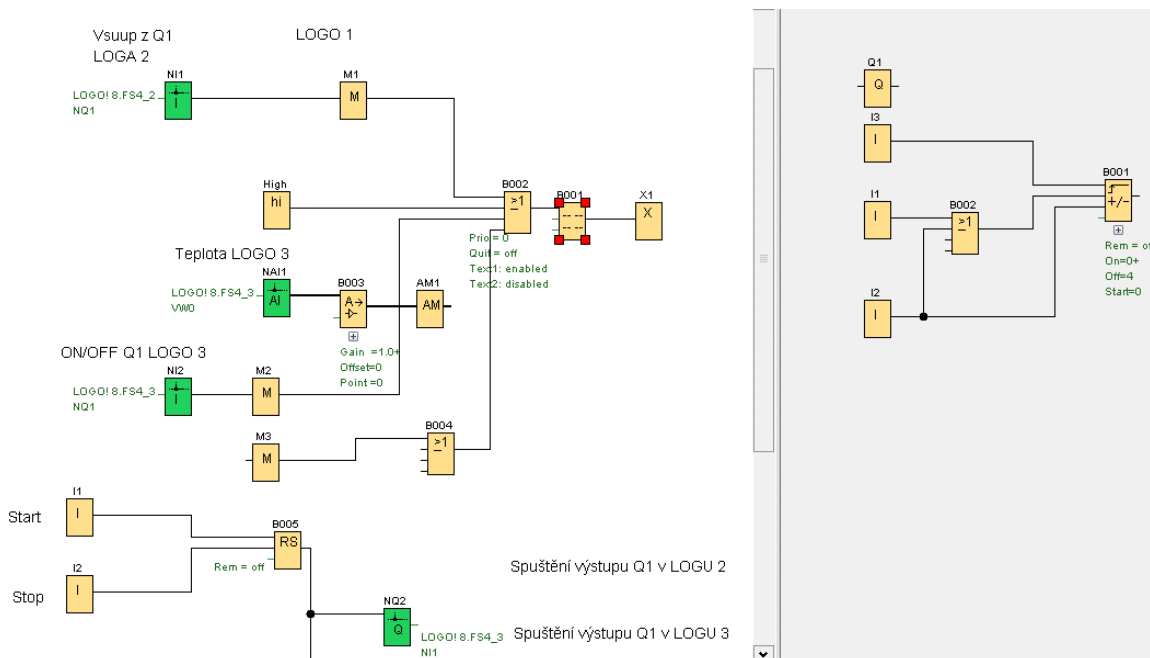 Vsuup z Q1
LOGO 1
LOGA 2
NI1
M1
LOGO! 8.FS4_2
NQ1
I
M
High
hi
B002
>1
B001
X1
X
Prio = 0
Quit = off
Text1: enabled
Text2: disabled
Teplota LOGO 3
NAI1
LOGO! 8.FS4_3
VW0
AI
B003
A→
AM1
AM
Gain =1.0+
Offset=0
Point =0
ON/OFF Q1 LOGO 3
NI2
LOGO! 8.FS4_3
NQ1
I
M2
M
M3
M
B004
>1
I1
I
Start
B005
RS
Rem = off
I2
I
Stop
Spuštění výstupu Q1 v LOGU 2
NQ2
Q
LOGO! 8.FS4_3
NI1
Spuštění výstupu Q1 v LOGU 3
Q1
Q
I3
I
I1
I
B002
>1
B001
+/-
Rem = of
On=0+
Off=4
Start=0
I2
I